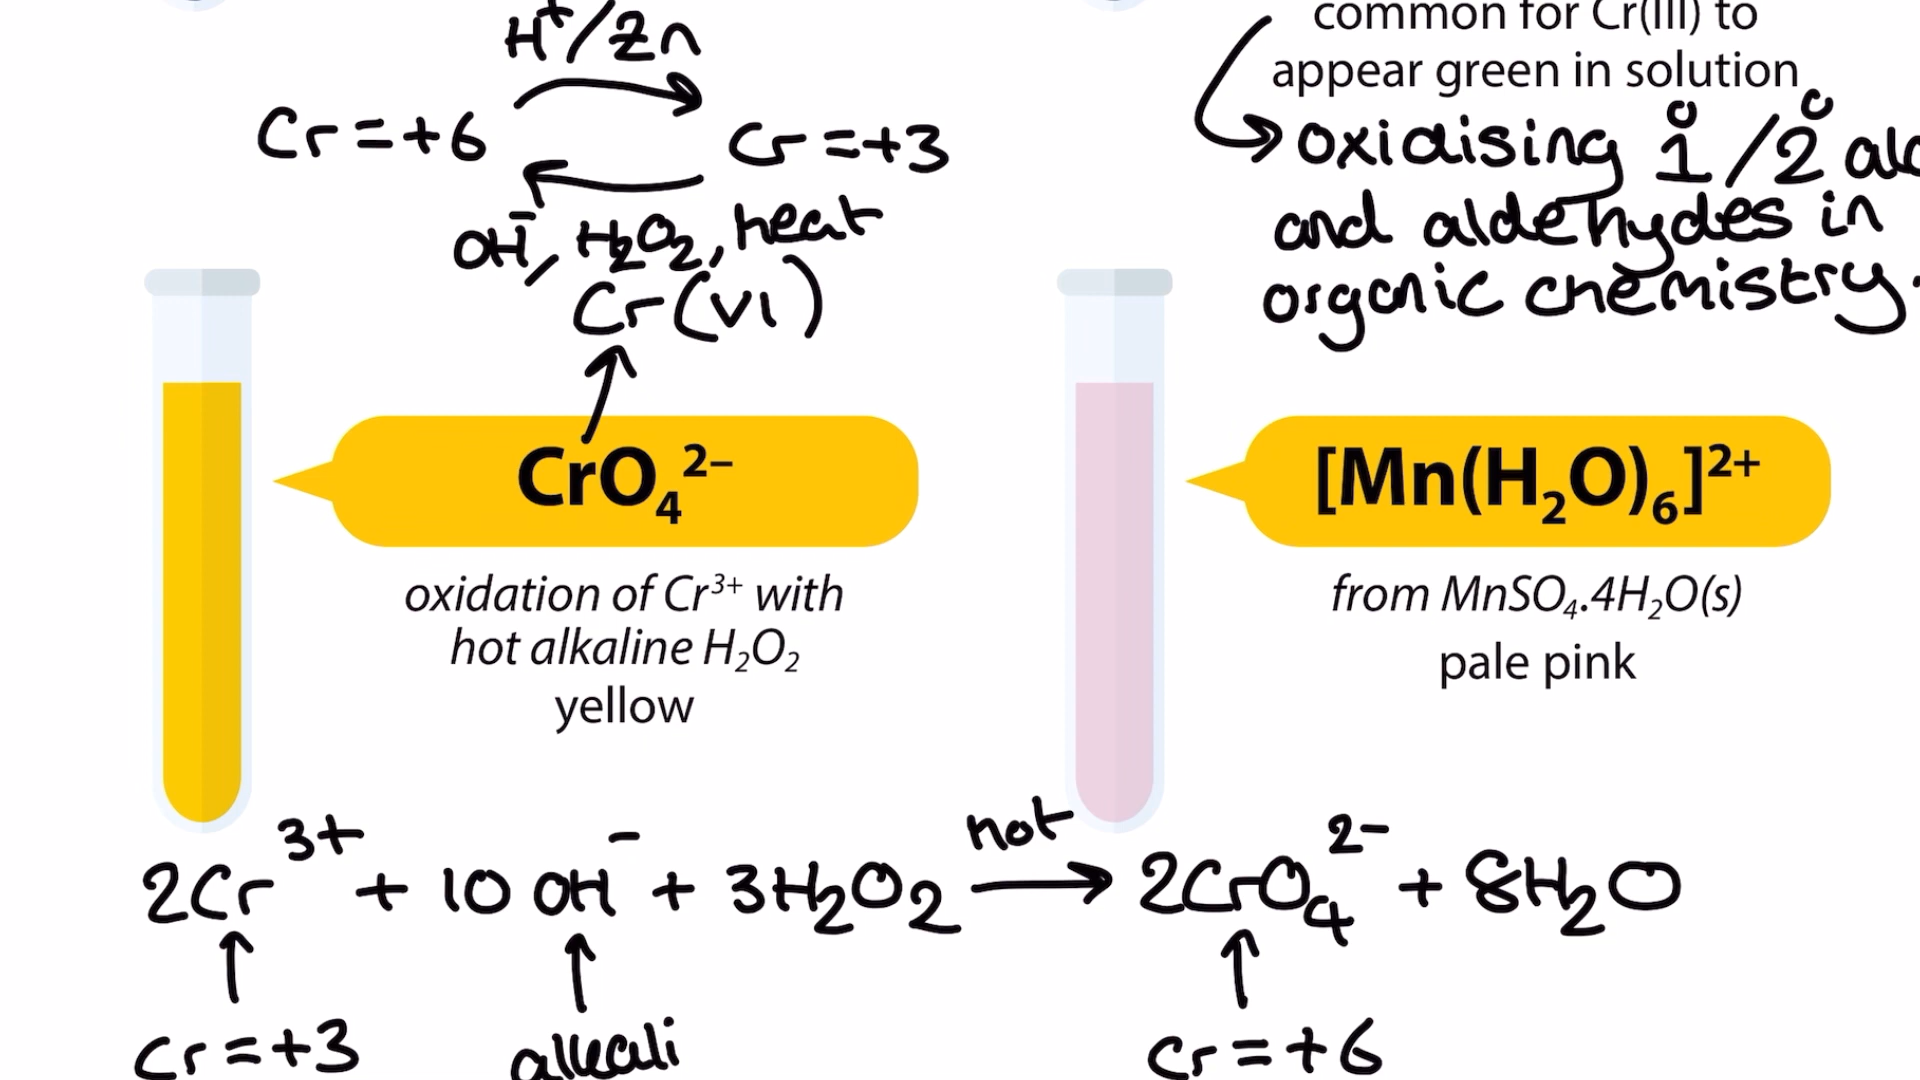 H⁺/Zn
Cr=+6
Cr=+3
OH⁻, H₂O₂, heat
Cr(VI)
CrO₄²⁻
oxidation of Cr³⁺ with
hot alkaline H₂O₂
yellow
common for Cr(III) to
appear green in solution
oxidising 1°/2° alc
and aldehydes in
organic chemistry.
[Mn(H₂O)₆]²⁺
from MnSO₄.4H₂O(s)
pale pink
2Cr³⁺ + 10 OH⁻ + 3H₂O₂ hot → 2CrO₄²⁻ + 8H₂O
Cr=+3
alkali
Cr=+6